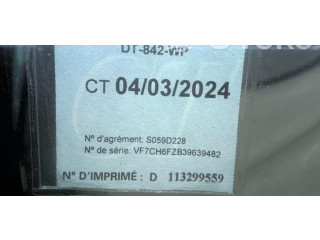 DT-842-WP
CT 04/03/2024
N° d'agrément: S059D228
N° de série: VF7CH6FZB39639482
N° D'IMPRIMÉ: D 113299559